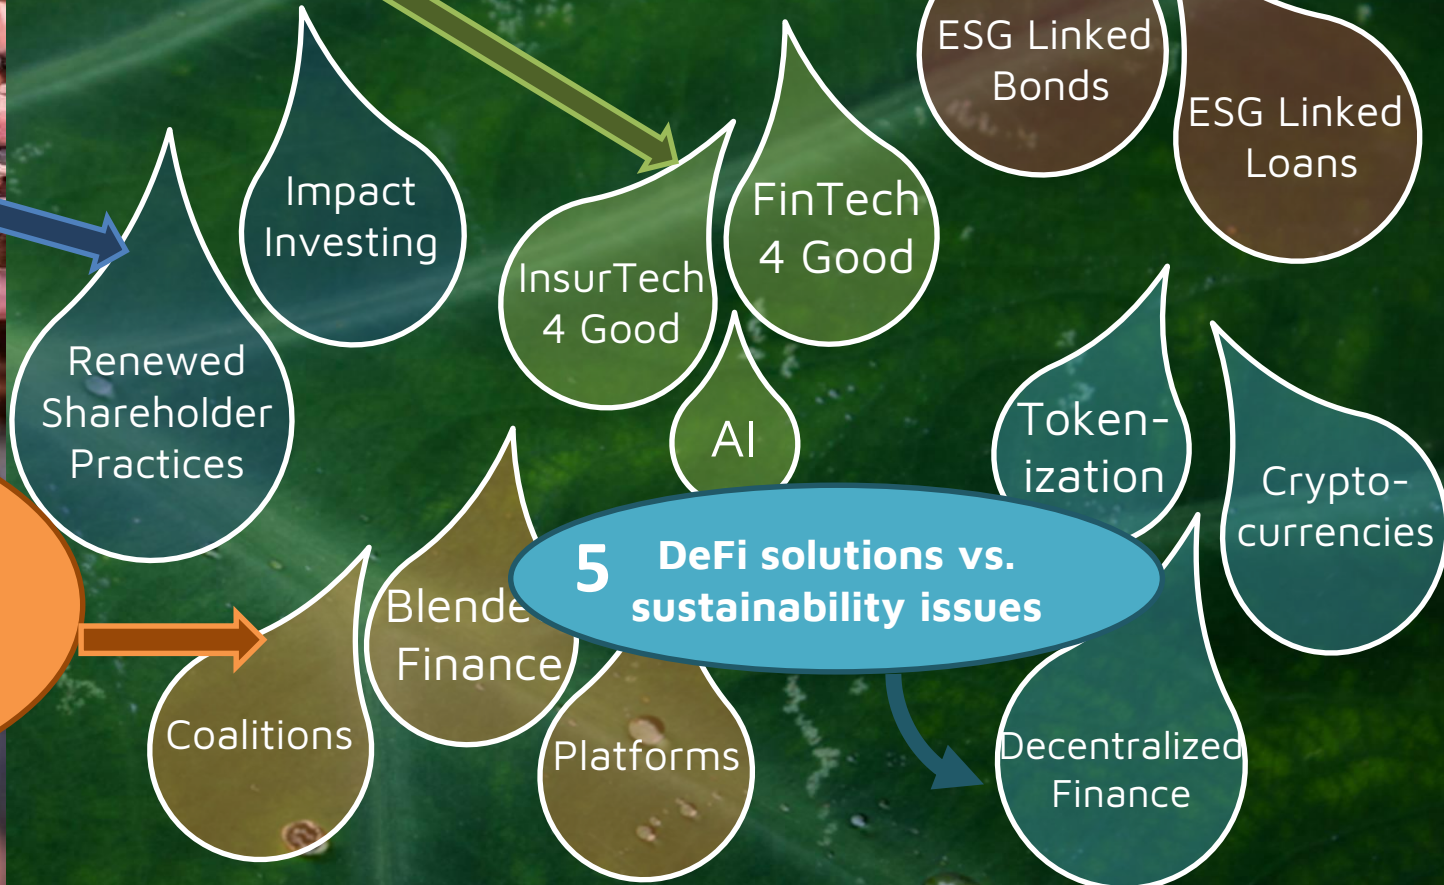 ESG Linked
Bonds
ESG Linked
Loans
Impact
Investing
FinTech
4 Good
InsurTech
4 Good
Renewed
Shareholder
Practices
AI
Token-
ization
Crypto-
currencies
5 DeFi solutions vs.
sustainability issues
Blende
Finance
Coalitions
Platforms
Decentralized
Finance